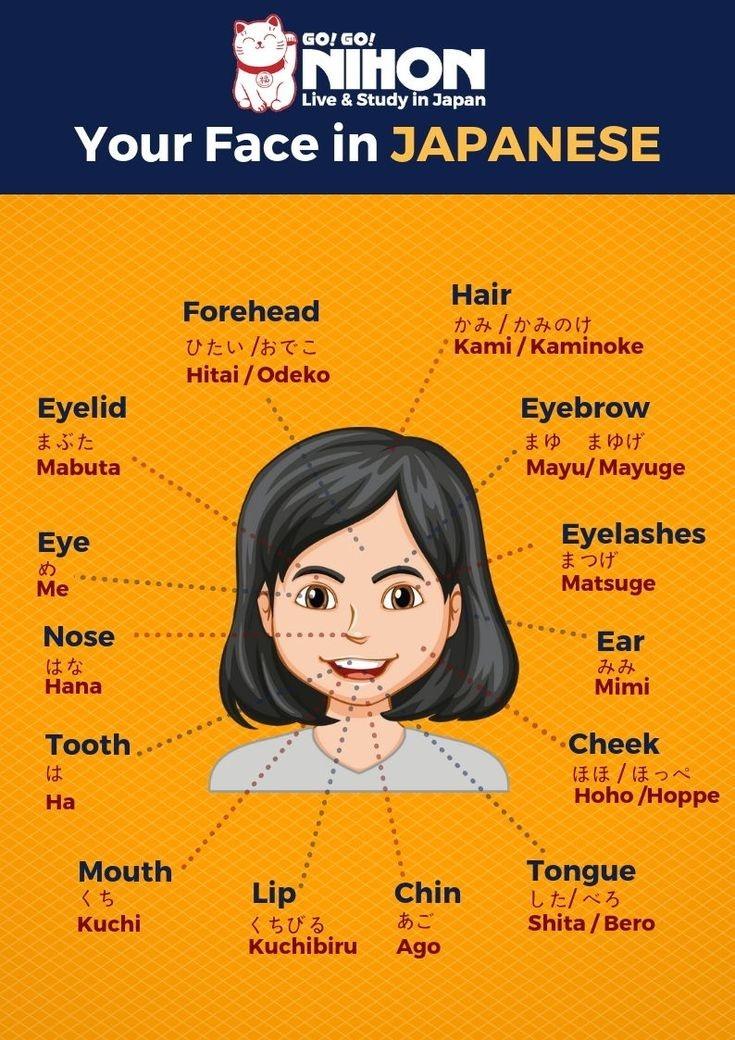 GO! GO!
NIHON
Live & Study in Japan
Your Face in JAPANESE
Forehead
ひたい /おでこ
Hitai / Odeko
Hair
かみ / かみのけ
Kami / Kaminoke
Eyelid
まぶた
Mabuta
Eyebrow
まゆ まゆげ
Mayu/ Mayuge
Eye
め
Me
Eyelashes
まつげ
Matsuge
Nose
はな
Hana
Ear
みみ
Mimi
Tooth
は
Ha
Cheek
ほほ / ほっぺ
Hoho /Hoppe
Mouth
くち
Kuchi
Lip
くちびる
Kuchibiru
Chin
あご
Ago
Tongue
した/ べろ
Shita / Bero
福